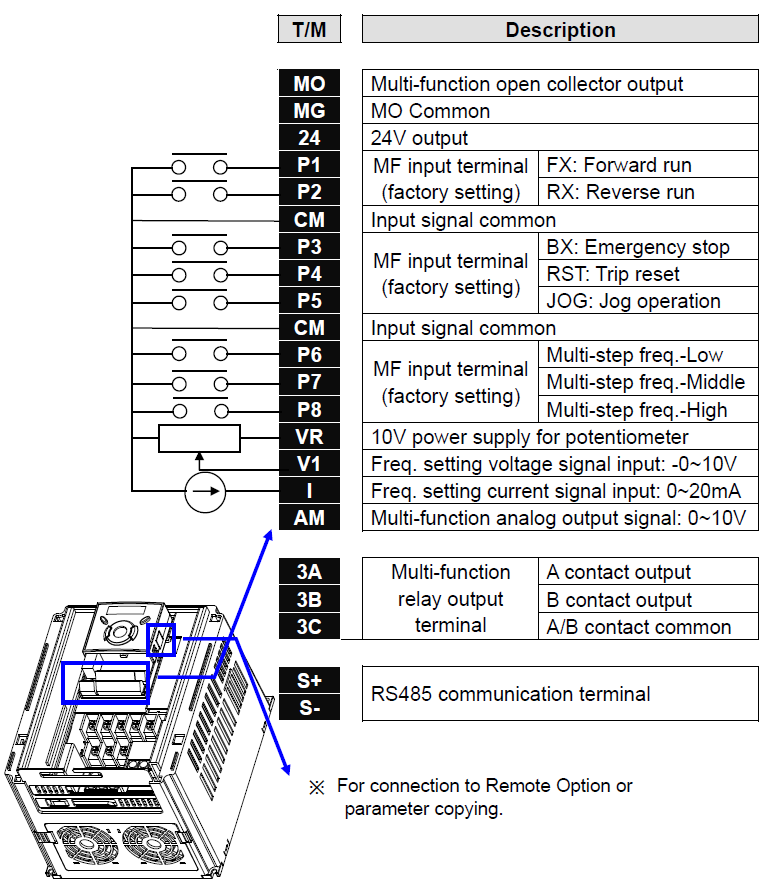 T/M Description
MO Multi-function open collector output
MG MO Common
24 24V output
P1 MF input terminal FX: Forward run
P2 (factory setting) RX: Reverse run
CM Input signal common
P3 MF input terminal BX: Emergency stop
P4 (factory setting) RST: Trip reset
P5 JOG: Jog operation
CM Input signal common
P6 MF input terminal Multi-step freq.-Low
P7 (factory setting) Multi-step freq.-Middle
P8 Multi-step freq.-High
VR 10V power supply for potentiometer
V1 Freq. setting voltage signal input: -0~10V
I Freq. setting current signal input: 0~20mA
AM Multi-function analog output signal: 0~10V
3A Multi-function A contact output
3B relay output B contact output
3C terminal A/B contact common
S+ RS485 communication terminal
S-
※ For connection to Remote Option or
parameter copying.